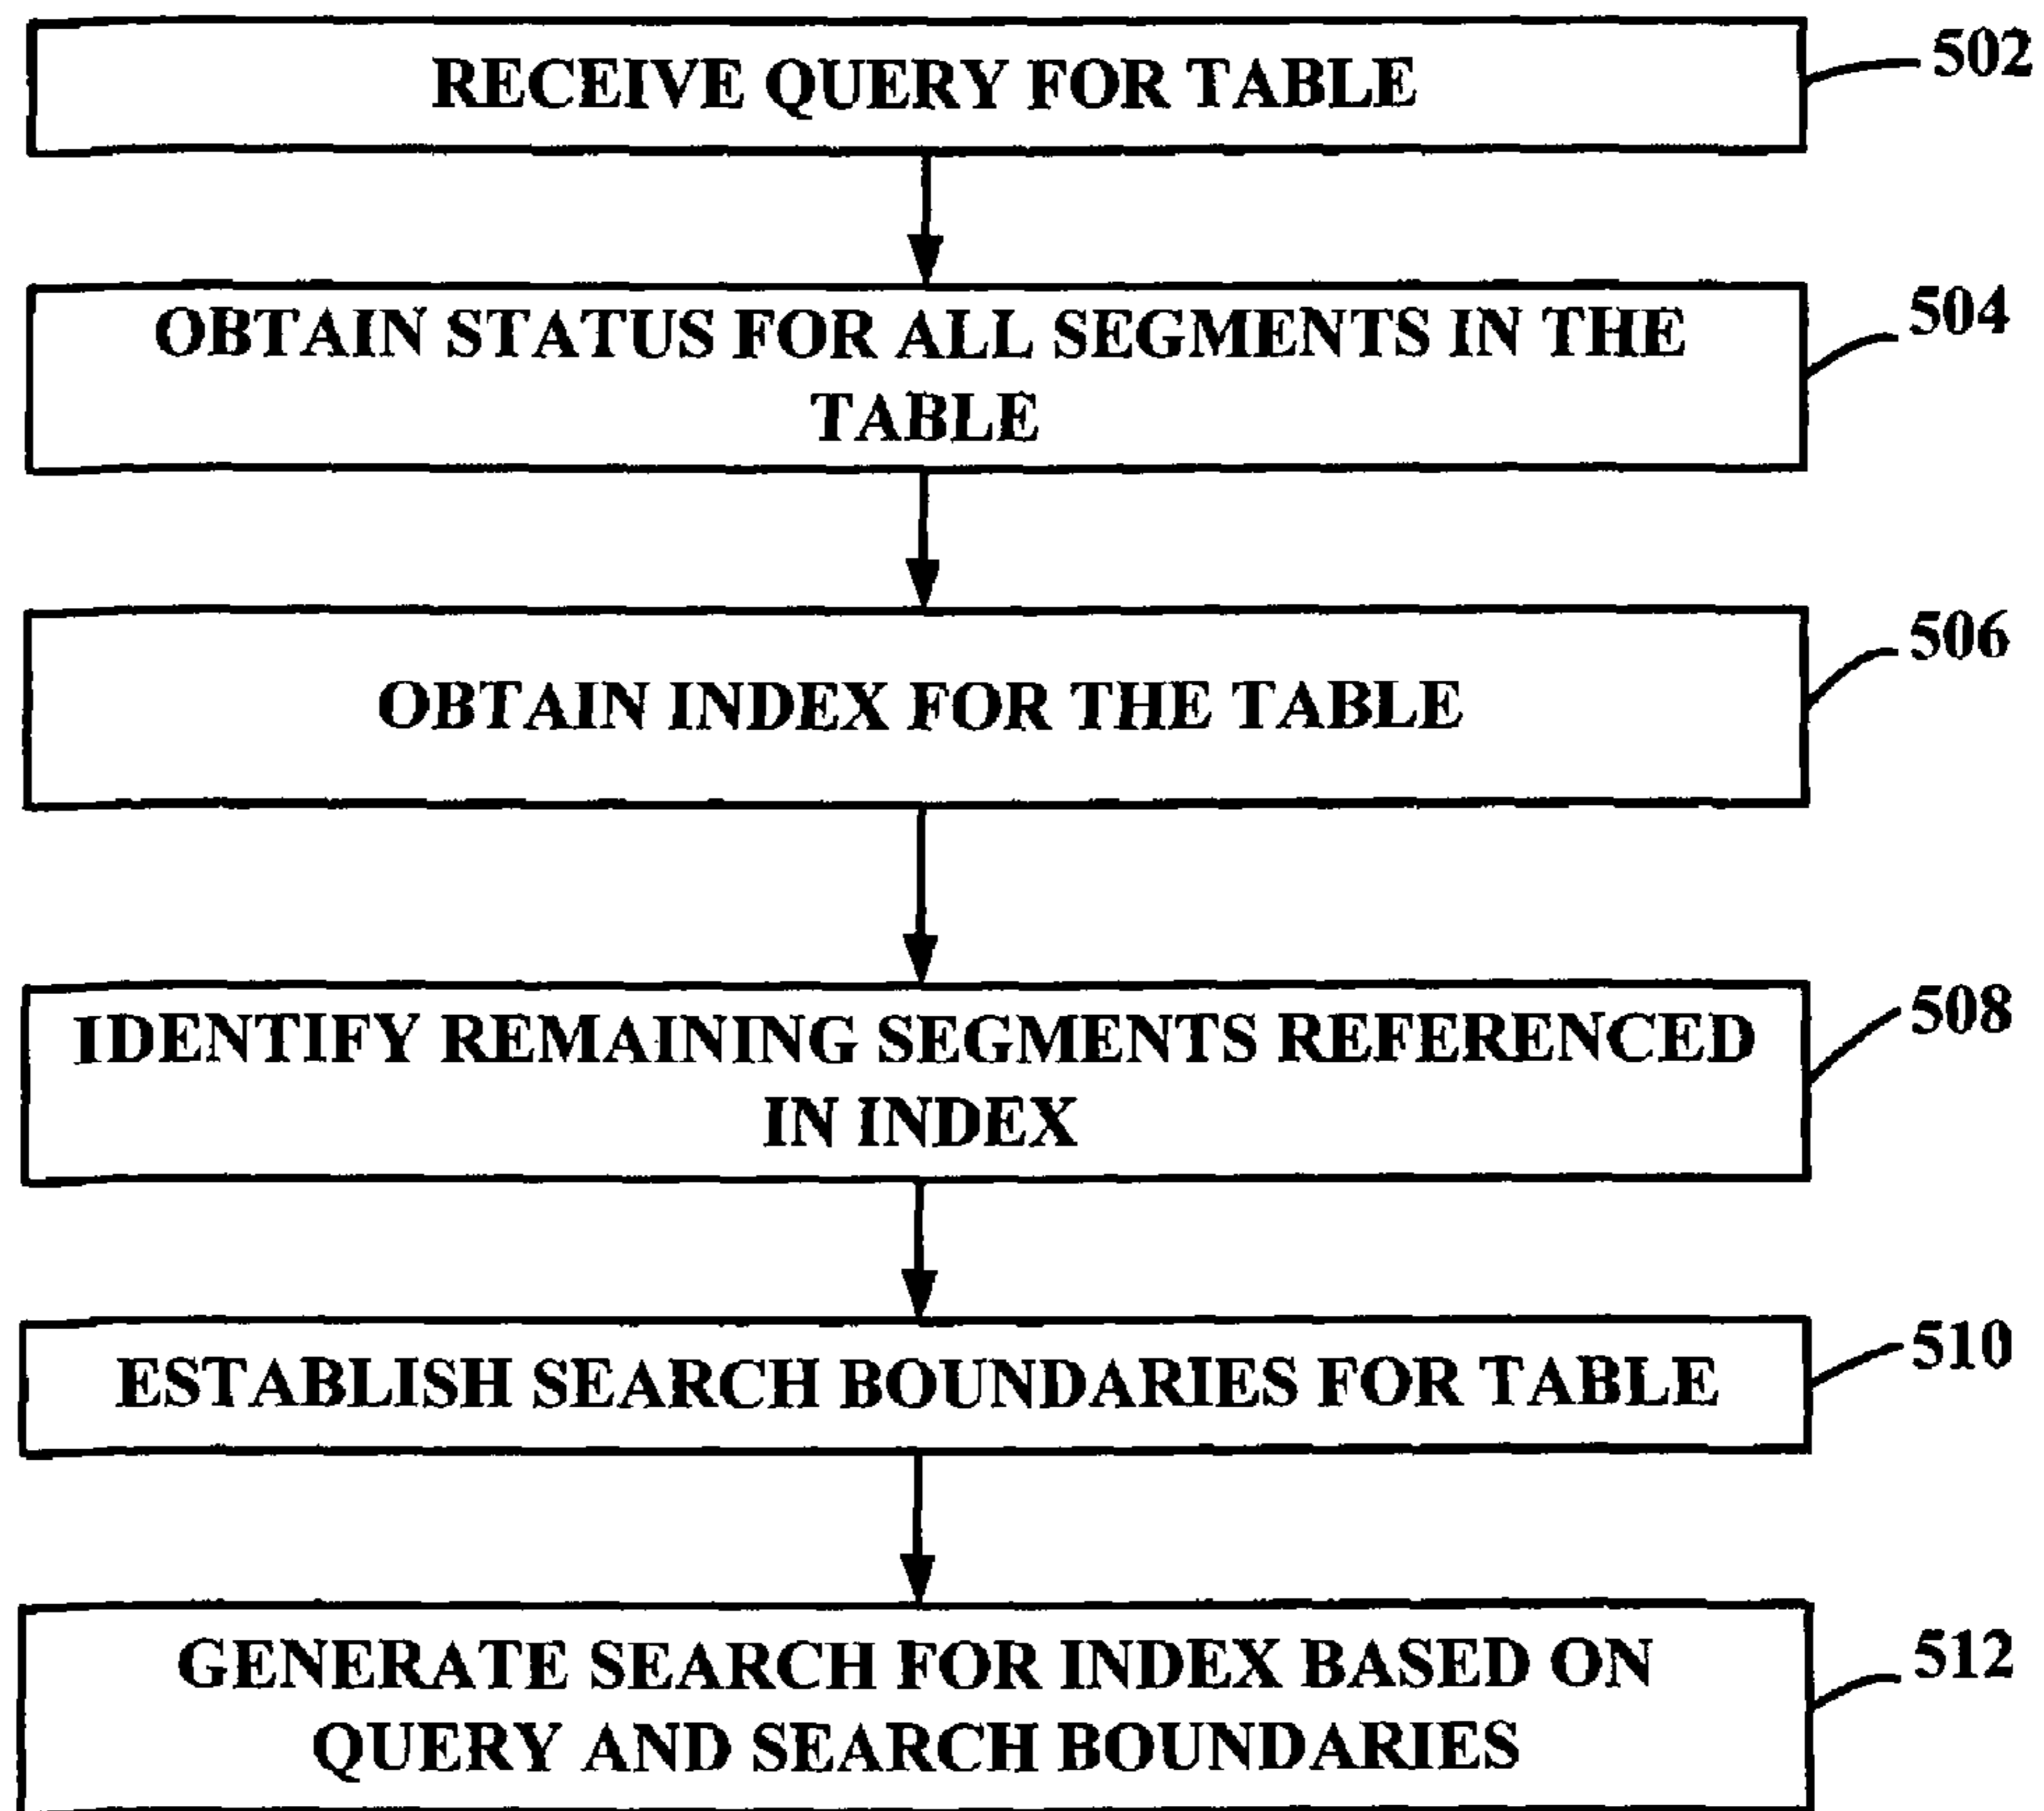 RECEIVE QUERY FOR TABLE
502
OBTAIN STATUS FOR ALL SEGMENTS IN THE
TABLE
504
OBTAIN INDEX FOR THE TABLE
506
IDENTIFY REMAINING SEGMENTS REFERENCED
IN INDEX
508
ESTABLISH SEARCH BOUNDARIES FOR TABLE
510
GENERATE SEARCH FOR INDEX BASED ON
QUERY AND SEARCH BOUNDARIES
512